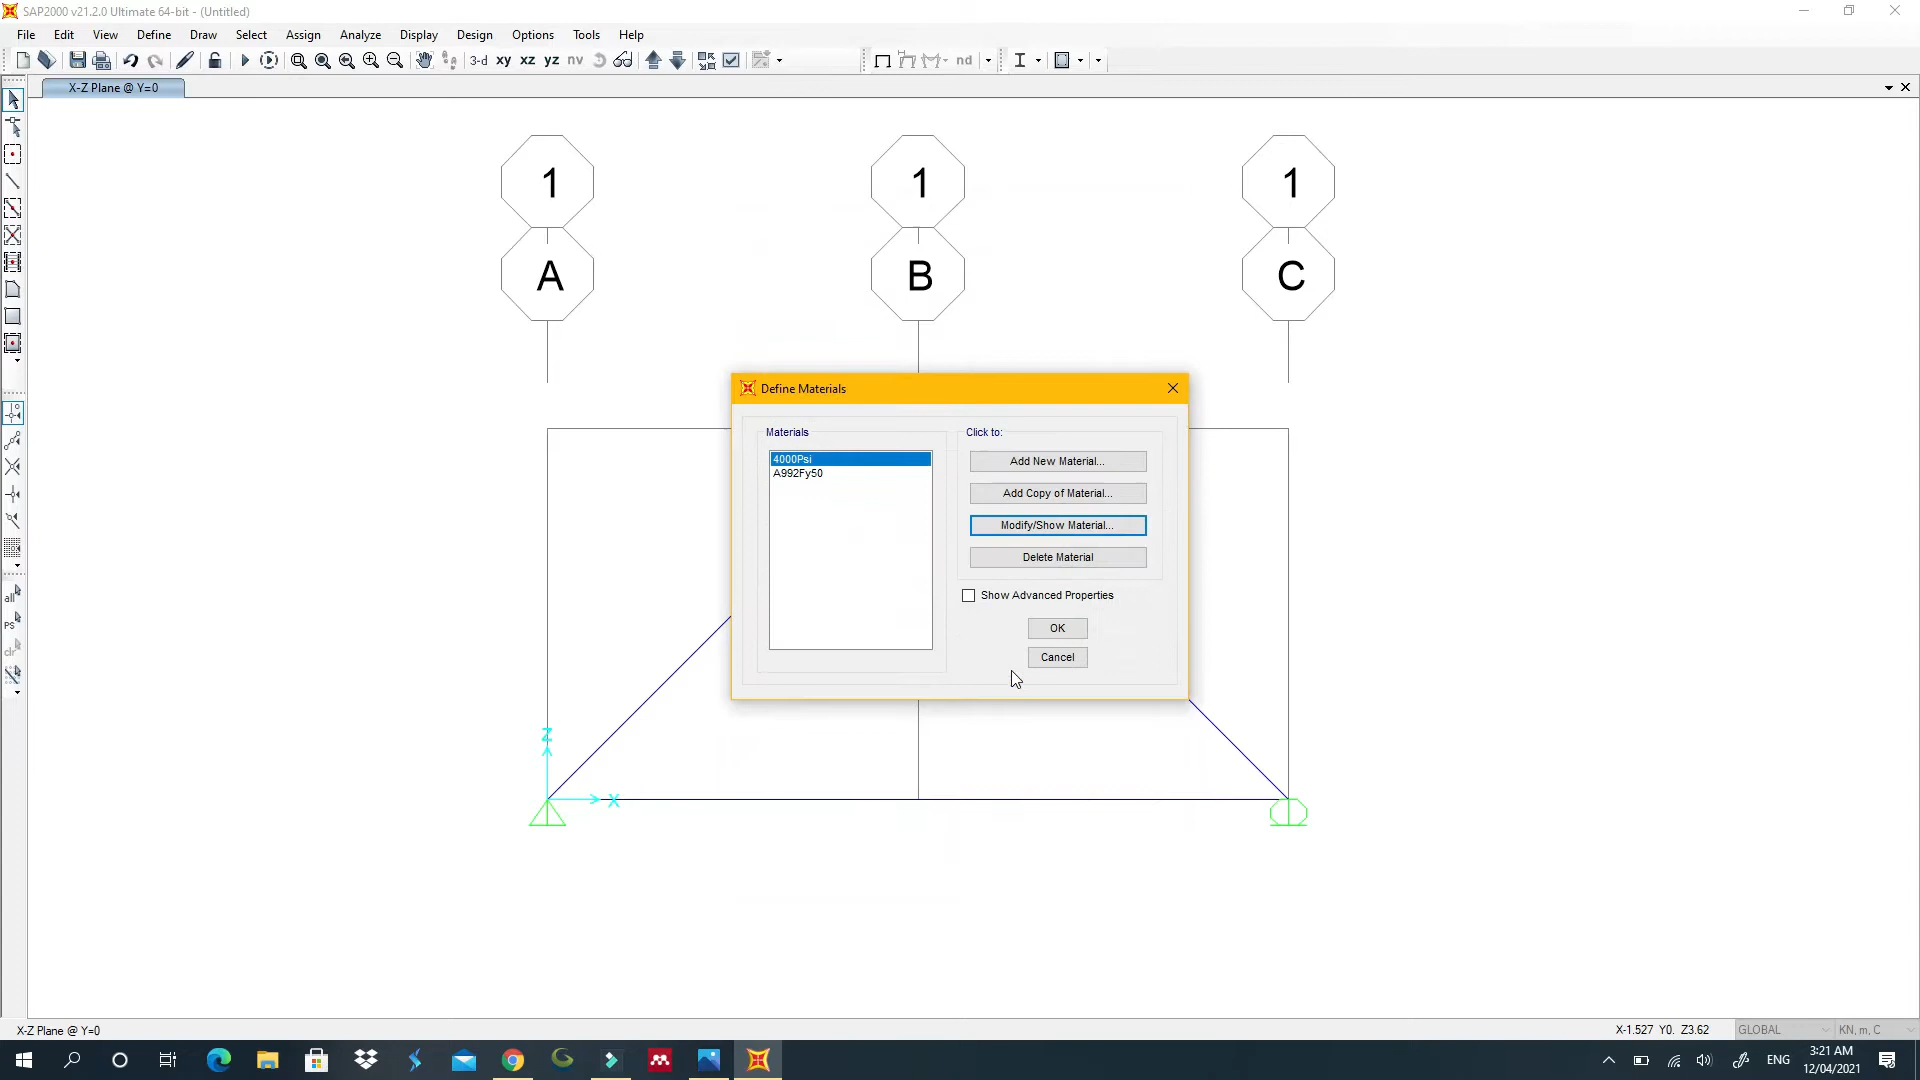 SAP2000 v21.2.0 Ultimate 64-bit - (Untitled)
File Edit View Define Draw Select Assign Analyze Display Design Options Tools Help
3-d xy xz yz nv nd
X-Z Plane @ Y=0
1 1 1
A B C
Define Materials
Materials
4000Psi
A992Fy50
Click to:
Add New Material...
Add Copy of Material...
Modify/Show Material...
Delete Material
Show Advanced Properties
OK
Cancel
all
PS
clr
Z
X
X-Z Plane @ Y=0
X-1.527 Y0. Z3.62
GLOBAL
KN, m, C
ENG
3:21 AM
12/04/2021